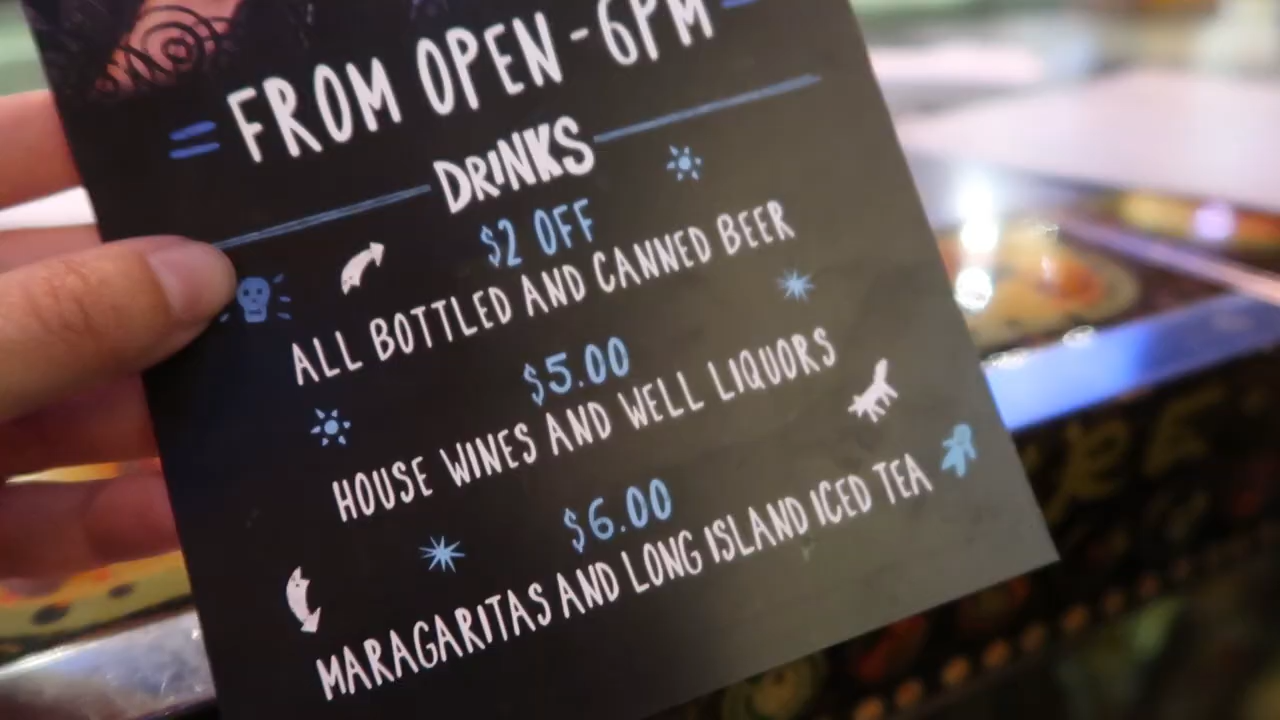 FROM OPEN - 6PM
DRINKS
$2 OFF
ALL BOTTLED AND CANNED BEER
$5.00
HOUSE WINES AND WELL LIQUORS
$6.00
MARAGARITAS AND LONG ISLAND ICED TEA